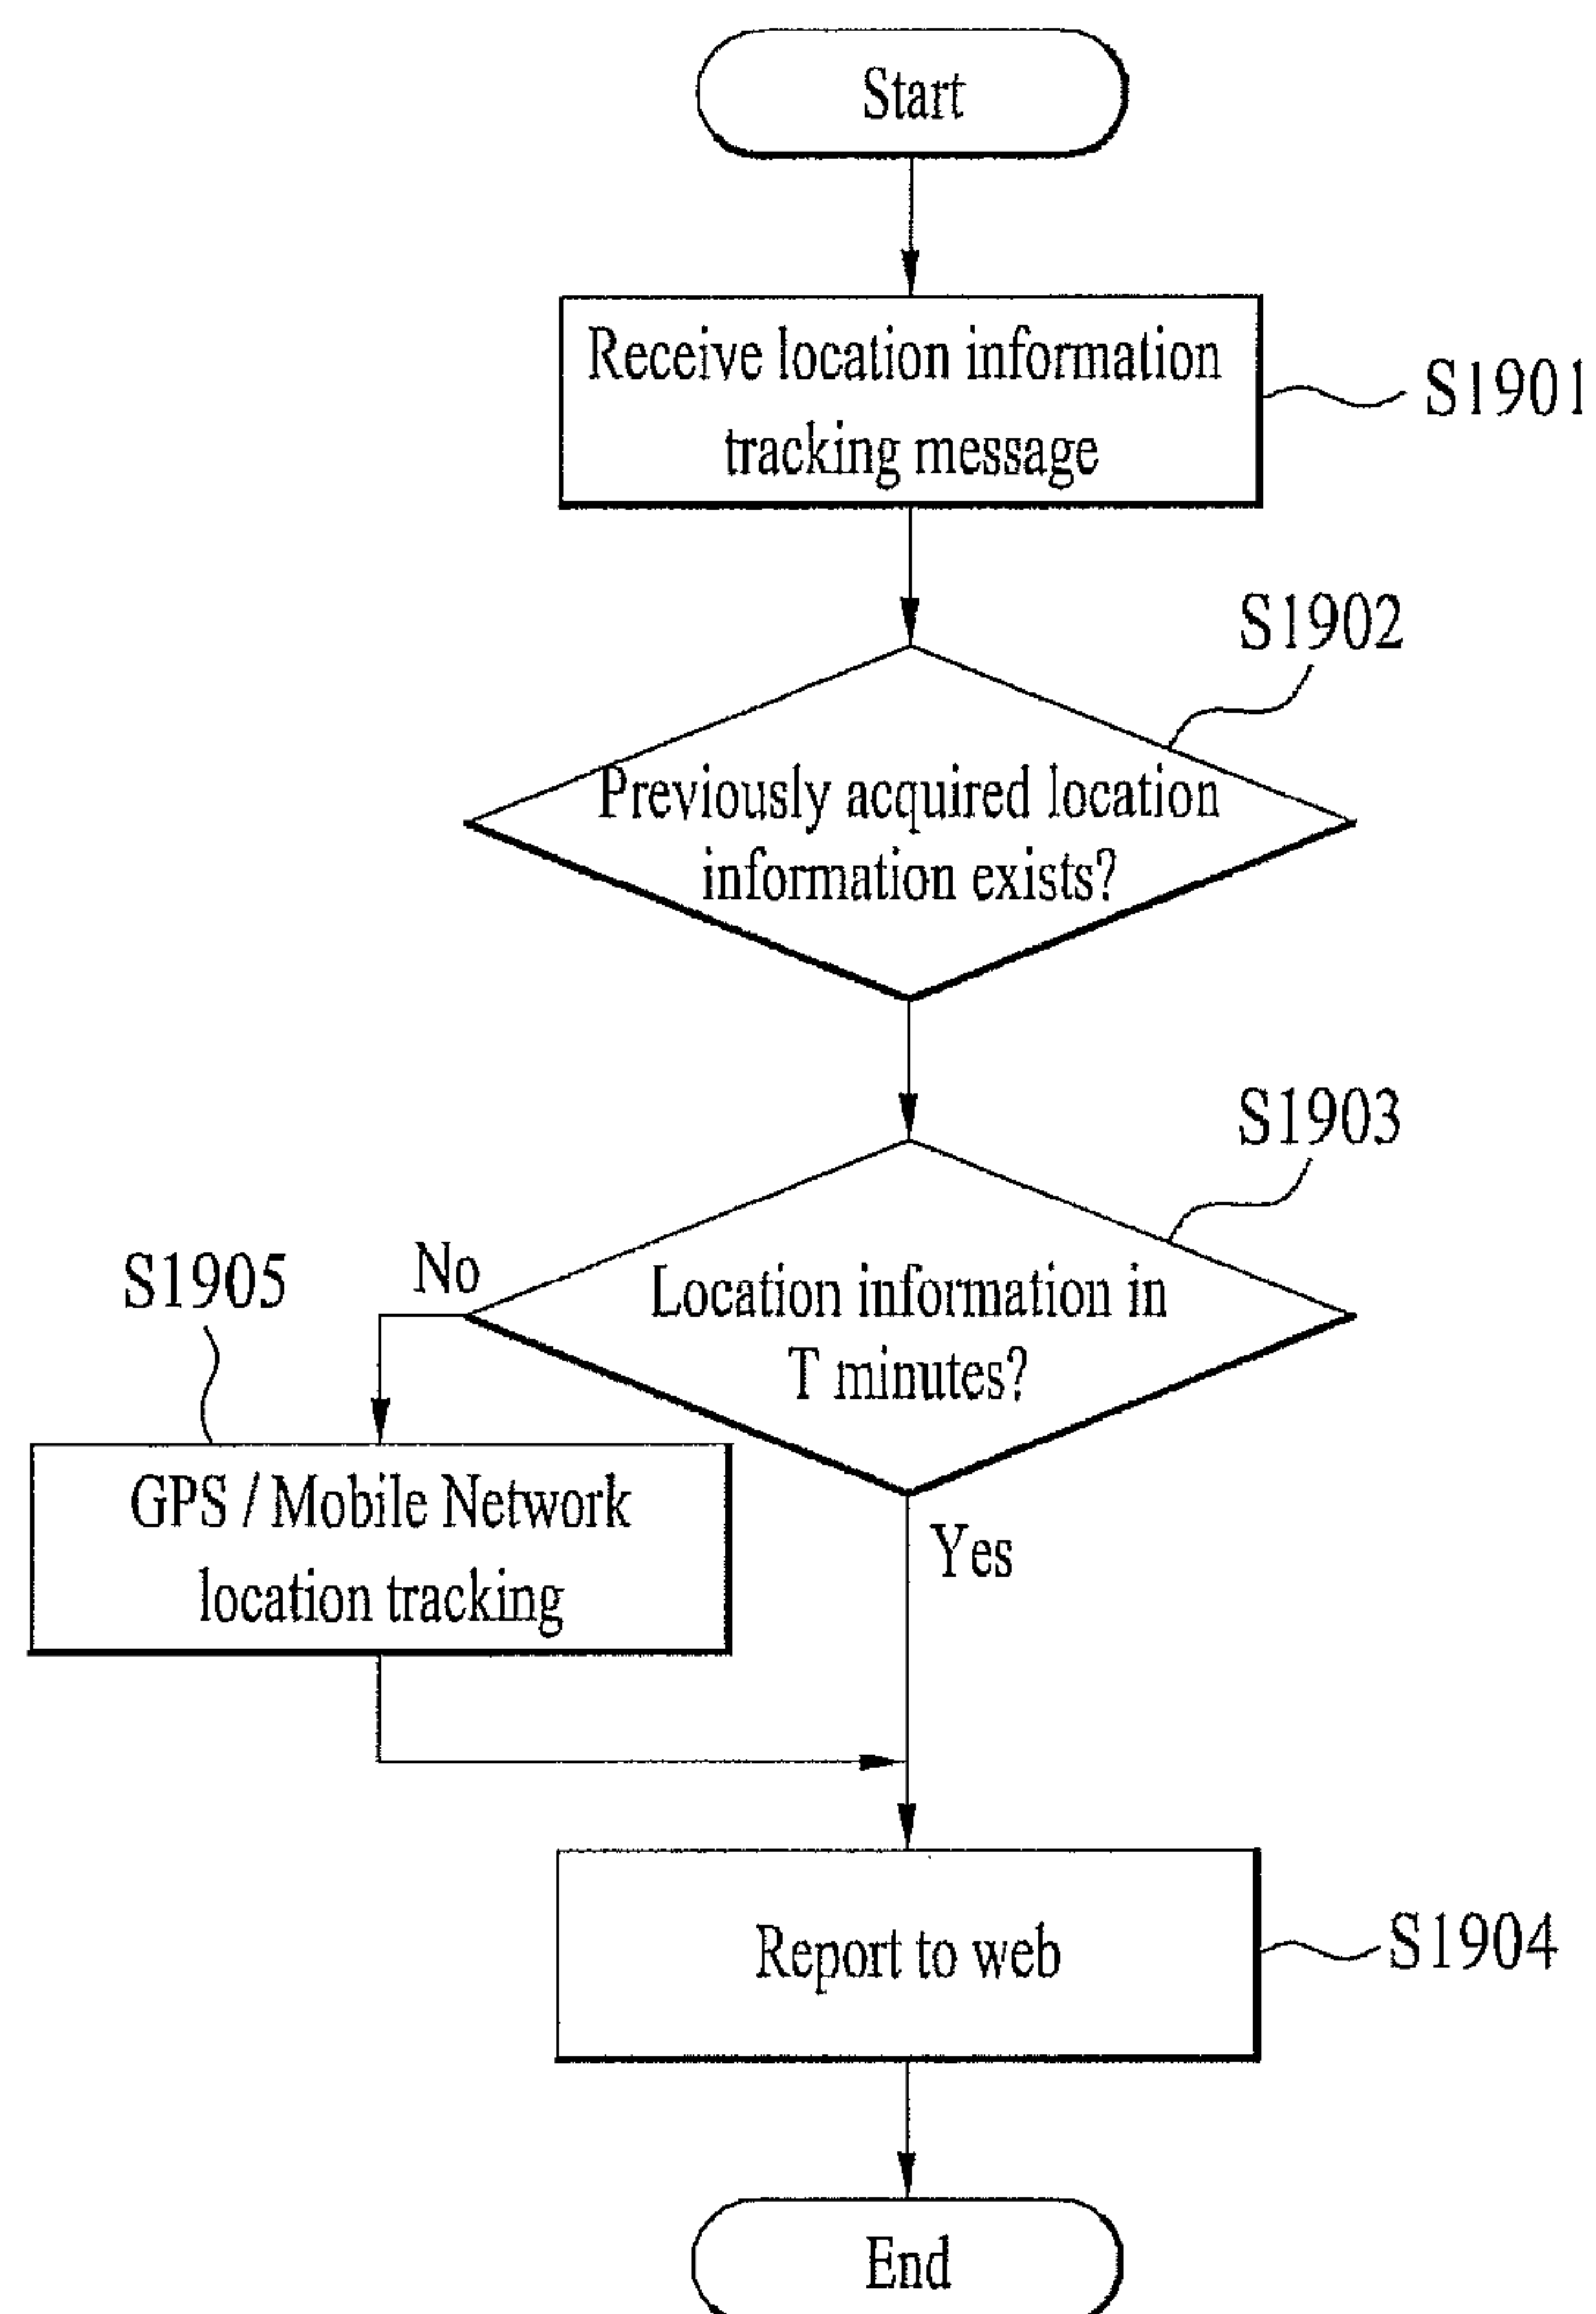 Start
Receive location information
tracking message
S1901
S1902
Previously acquired location
information exists?
S1903
S1905
No
Location information in
T minutes?
GPS / Mobile Network
location tracking
Yes
Report to web
S1904
End